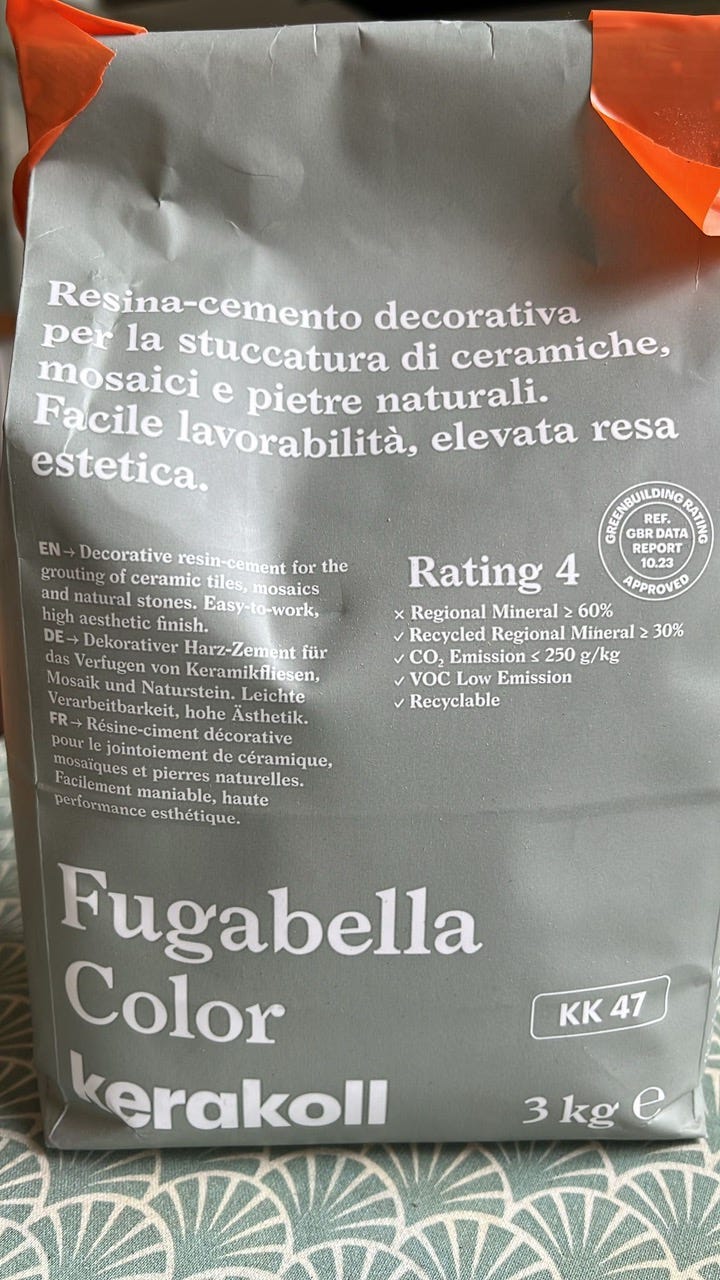 Resina-cemento decorativa
per la stuccatura di ceramiche,
mosaici e pietre naturali.
Facile lavorabilità, elevata resa
estetica.
EN→Decorative resin-cement for the
grouting of ceramic tiles, mosaics
and natural stones. Easy-to-work,
high aesthetic finish.
DE→Dekorativer Harz-Zement für
das Verfugen von Keramikfliesen,
Mosaik und Naturstein. Leichte
Verarbeitbarkeit, hohe Ästhetik.
FR→Résine-ciment décorative
pour le jointoiement de céramique,
mosaïques et pierres naturelles.
Facilement maniable, haute
performance esthétique.
Rating 4
× Regional Mineral ≥ 60%
✓ Recycled Regional Mineral ≥ 30%
✓ CO₂ Emission ≤ 250 g/kg
✓ VOC Low Emission
✓ Recyclable
GREENBUILDING RATING
REF.
GBR DATA
REPORT
10.23
APPROVED
Fugabella
Color
KK 47
kerakoll
3 kg ℮